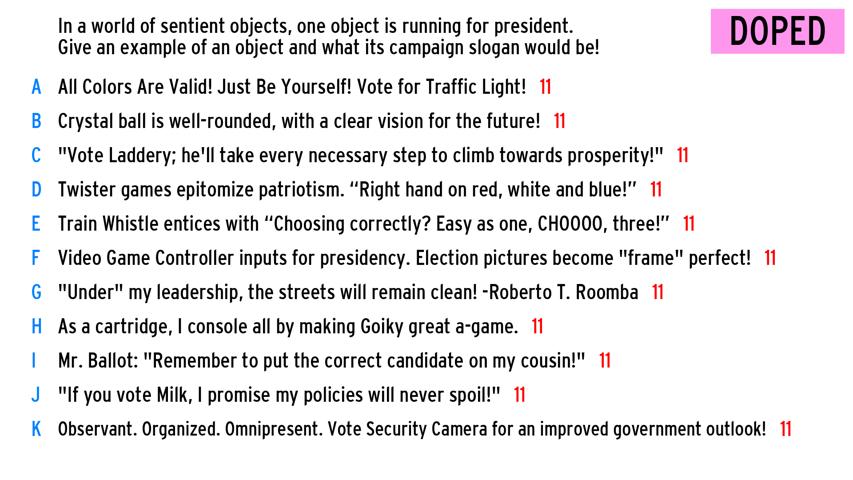 In a world of sentient objects, one object is running for president.
Give an example of an object and what its campaign slogan would be!
DOPED
A All Colors Are Valid! Just Be Yourself! Vote for Traffic Light! 11
B Crystal ball is well-rounded, with a clear vision for the future! 11
C "Vote Laddery; he'll take every necessary step to climb towards prosperity!" 11
D Twister games epitomize patriotism. “Right hand on red, white and blue!” 11
E Train Whistle entices with “Choosing correctly? Easy as one, CHOOOO, three!” 11
F Video Game Controller inputs for presidency. Election pictures become "frame" perfect! 11
G "Under" my leadership, the streets will remain clean! -Roberto T. Roomba 11
H As a cartridge, I console all by making Goiky great a-game. 11
I Mr. Ballot: "Remember to put the correct candidate on my cousin!" 11
J "If you vote Milk, I promise my policies will never spoil!" 11
K Observant. Organized. Omnipresent. Vote Security Camera for an improved government outlook! 11